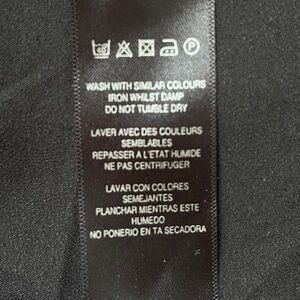 40 P
WASH WITH SIMILAR COLOURS
IRON WHILST DAMP
DO NOT TUMBLE DRY
LAVER AVEC DES COULEURS
SEMBLABLES
REPASSER A L'ETAT HUMIDE
NE PAS CENTRIFUGER
LAVAR CON COLORES
SEMEJANTES
PLANCHAR MIENTRAS ESTE
HUMEDO
NO PONERIO EN TA SECADORA